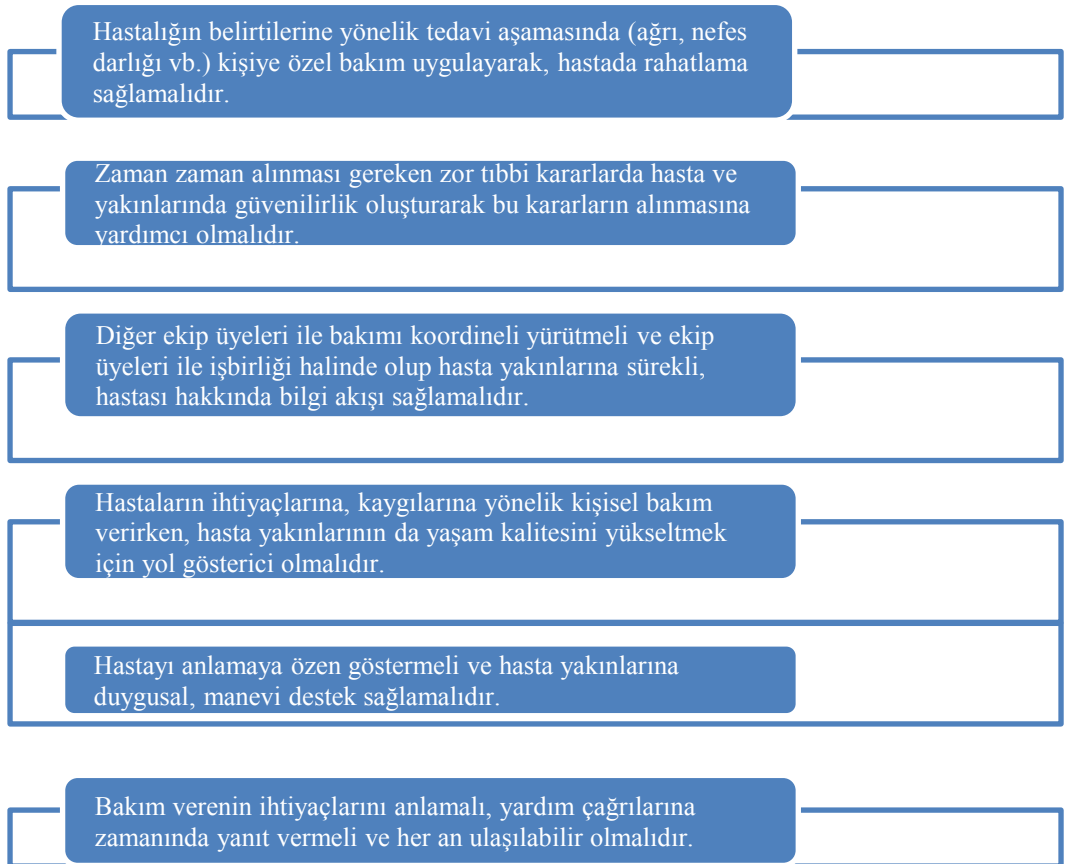 Hastalığın belirtilerine yönelik tedavi aşamasında (ağrı, nefes
darlığı vb.) kişiye özel bakım uygulayarak, hastada rahatlama
sağlamalıdır.
Zaman zaman alınması gereken zor tıbbi kararlarda hasta ve
yakınlarında güvenilirlik oluşturarak bu kararların alınmasına
yardımcı olmalıdır.
Diğer ekip üyeleri ile bakımı koordineli yürütmeli ve ekip
üyeleri ile işbirliği halinde olup hasta yakınlarına sürekli,
hastası hakkında bilgi akışı sağlamalıdır.
Hastaların ihtiyaçlarına, kaygılarına yönelik kişisel bakım
verirken, hasta yakınlarının da yaşam kalitesini yükseltmek
için yol gösterici olmalıdır.
Hastayı anlamaya özen göstermeli ve hasta yakınlarına
duygusal, manevi destek sağlamalıdır.
Bakım verenin ihtiyaçlarını anlamalı, yardım çağrılarına
zamanında yanıt vermeli ve her an ulaşılabilir olmalıdır.